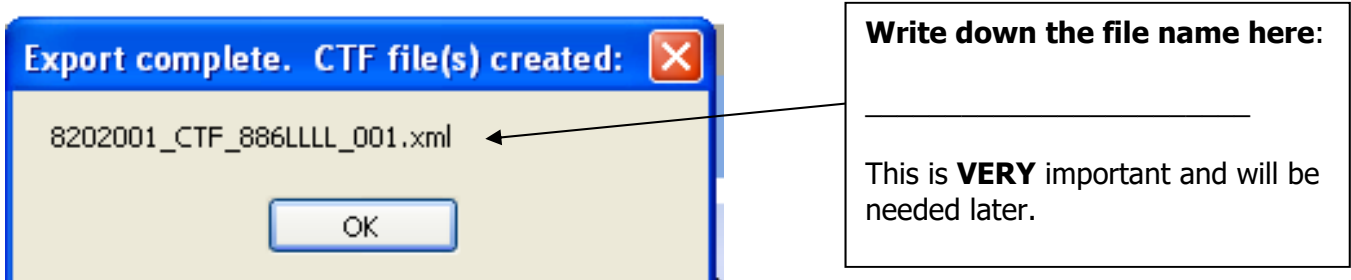 Export complete. CTF file(s) created:
8202001_CTF_886LLLL_001.xml
OK
Write down the file name here:
________________________
This is VERY important and will be
needed later.